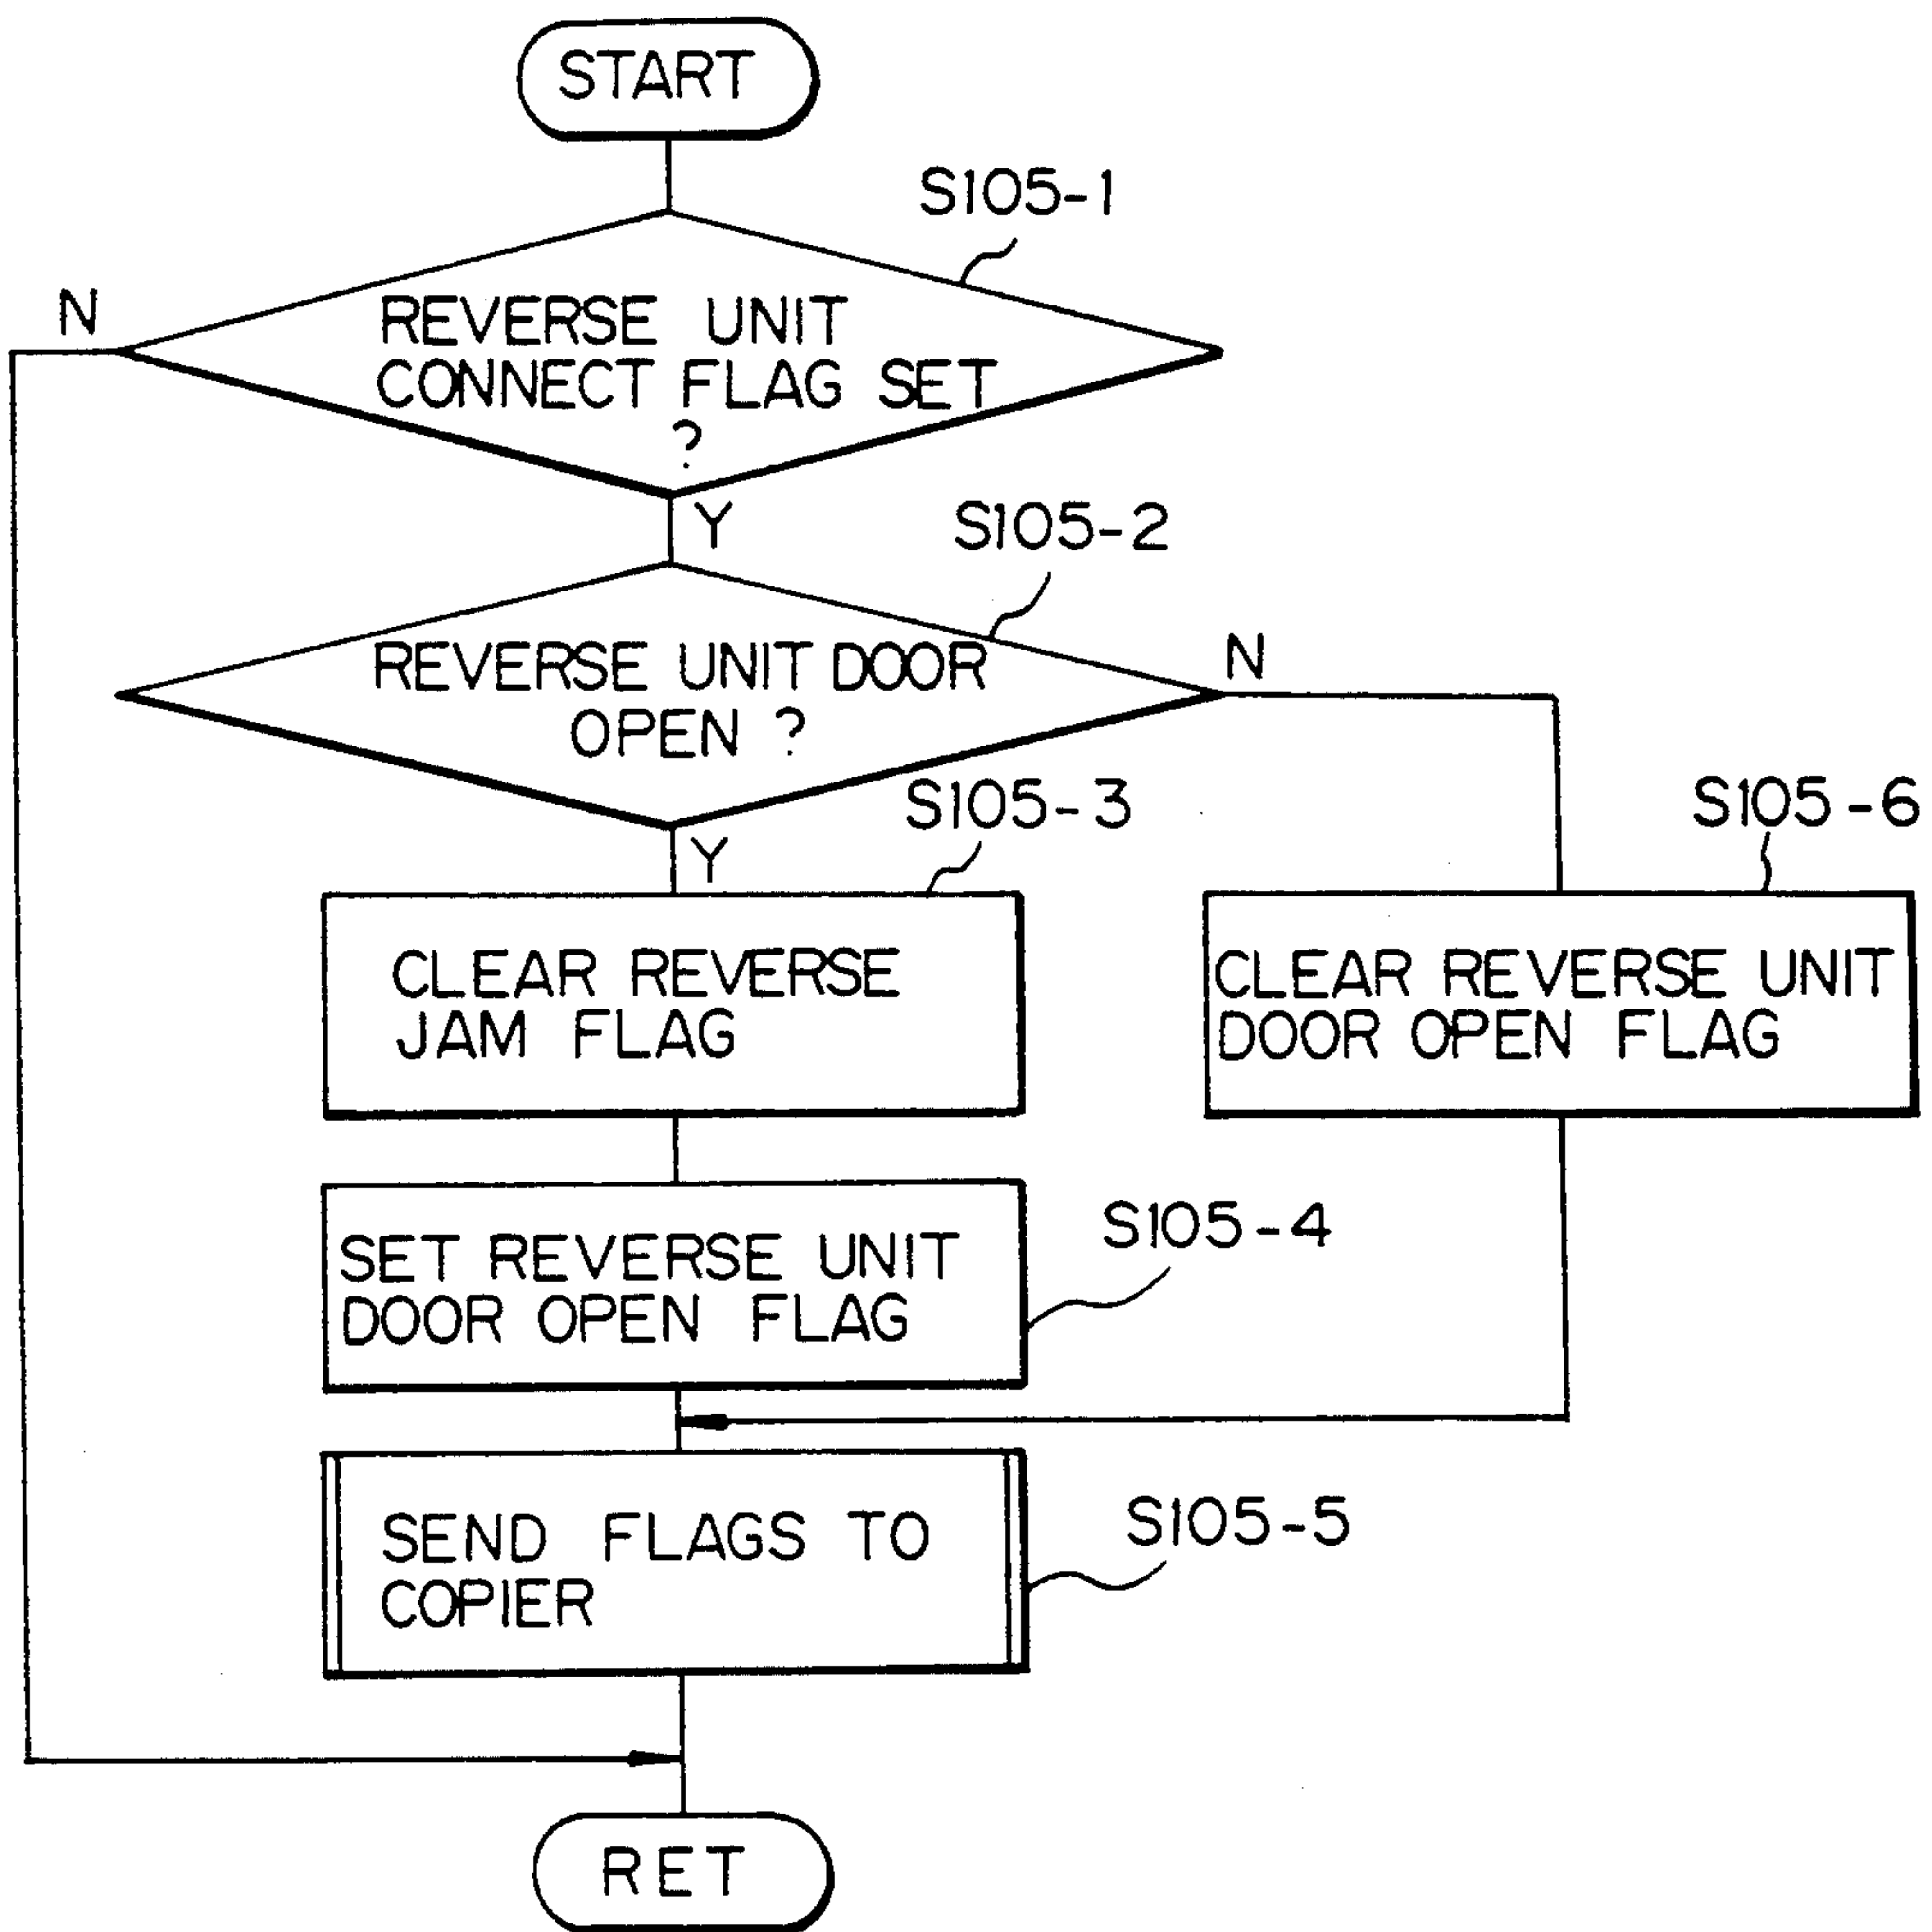 START
S105-1
N
REVERSE UNIT
CONNECT FLAG SET
?
Y
S105-2
REVERSE UNIT DOOR
OPEN ?
N
Y
S105-3
S105-6
CLEAR REVERSE
JAM FLAG
CLEAR REVERSE UNIT
DOOR OPEN FLAG
SET REVERSE UNIT
DOOR OPEN FLAG
S105-4
SEND FLAGS TO
COPIER
S105-5
RET